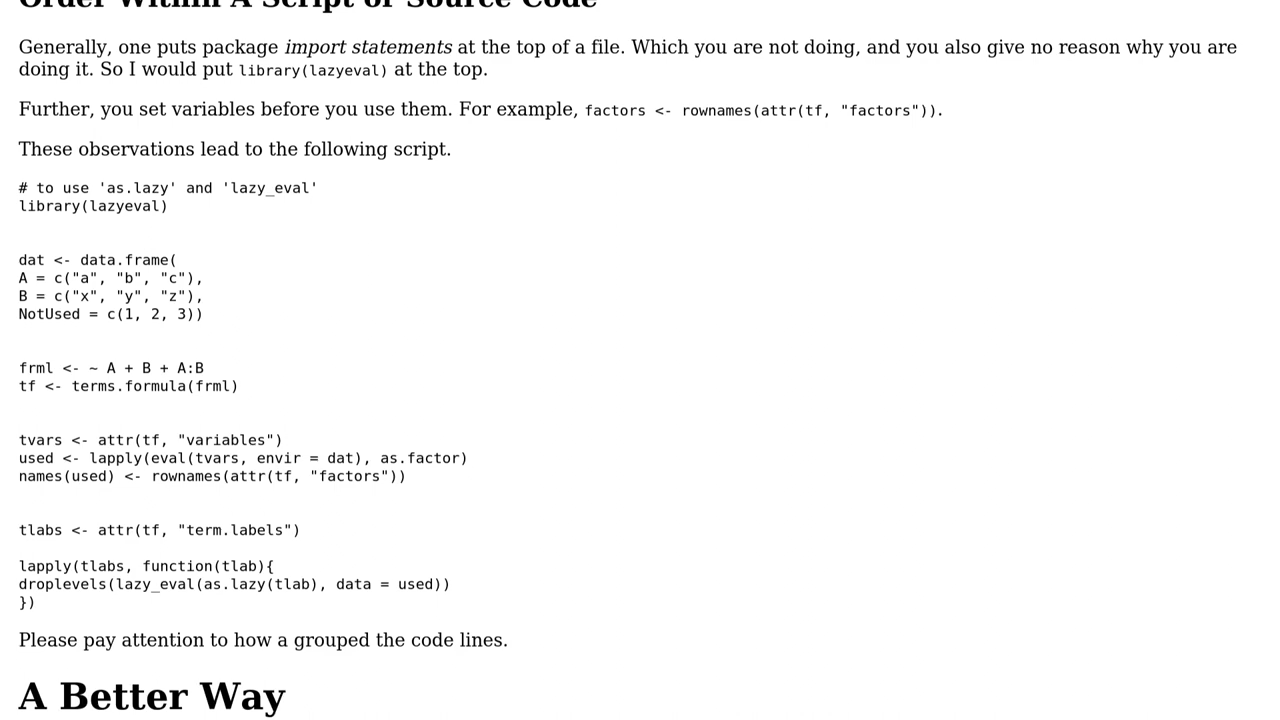 Order Within A Script or Source Code
Generally, one puts package import statements at the top of a file. Which you are not doing, and you also give no reason why you are
doing it. So I would put library(lazyeval) at the top.
Further, you set variables before you use them. For example, factors <- rownames(attr(tf, "factors")).
These observations lead to the following script.
# to use 'as.lazy' and 'lazy_eval'
library(lazyeval)
dat <- data.frame(
A = c("a", "b", "c"),
B = c("x", "y", "z"),
NotUsed = c(1, 2, 3))
frml <- ~ A + B + A:B
tf <- terms.formula(frml)
tvars <- attr(tf, "variables")
used <- lapply(eval(tvars, envir = dat), as.factor)
names(used) <- rownames(attr(tf, "factors"))
tlabs <- attr(tf, "term.labels")
lapply(tlabs, function(tlab){
droplevels(lazy_eval(as.lazy(tlab), data = used))
})
Please pay attention to how a grouped the code lines.
A Better Way